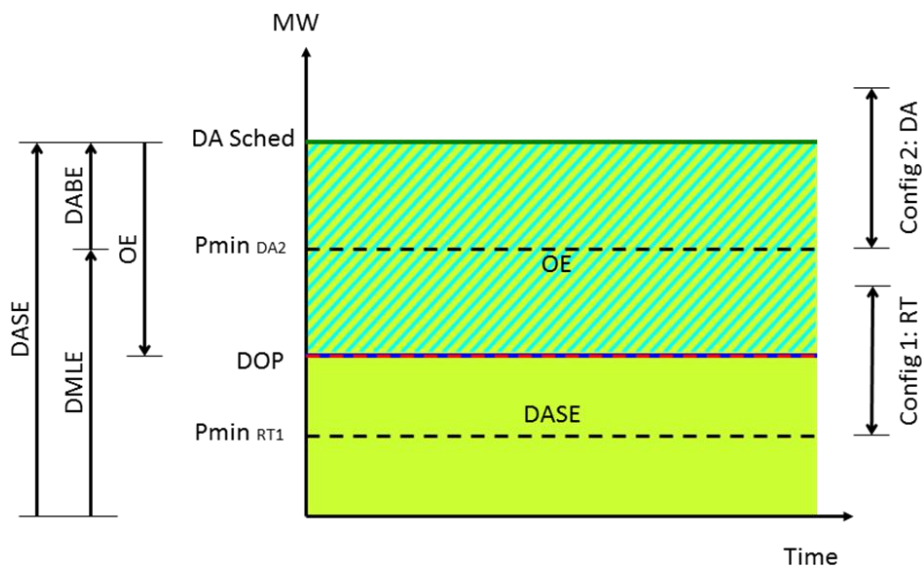 MW
DA Sched
Config 2: DA
DABE
OE
Pmin DA2
OE
DASE
DMLE
DOP
Config 1: RT
DASE
Pmin RT1
Time